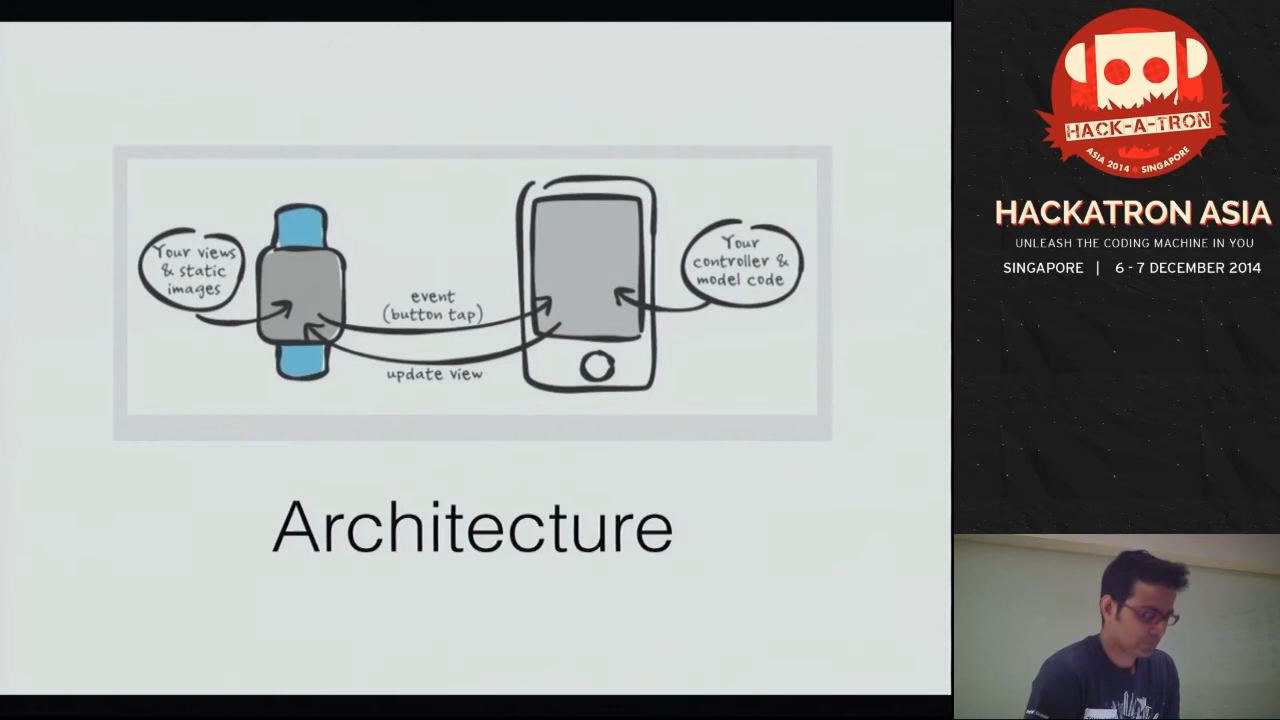 Your views
& static
images
event
(button tap)
update view
Your
controller &
model code
Architecture
HACK-A-TRON
ASIA 2014 SINGAPORE
HACKATRON ASIA
UNLEASH THE CODING MACHINE IN YOU
SINGAPORE | 6 - 7 DECEMBER 2014